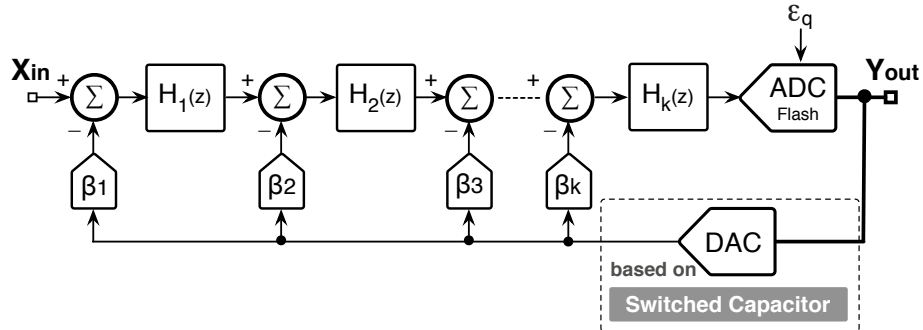 εq
Xin
Yout
+
Σ
H1(z)
+
Σ
H2(z)
+
Σ
+
Σ
Hk(z)
ADC
Flash
−
−
−
−
β1
β2
β3
βk
DAC
based on
Switched Capacitor